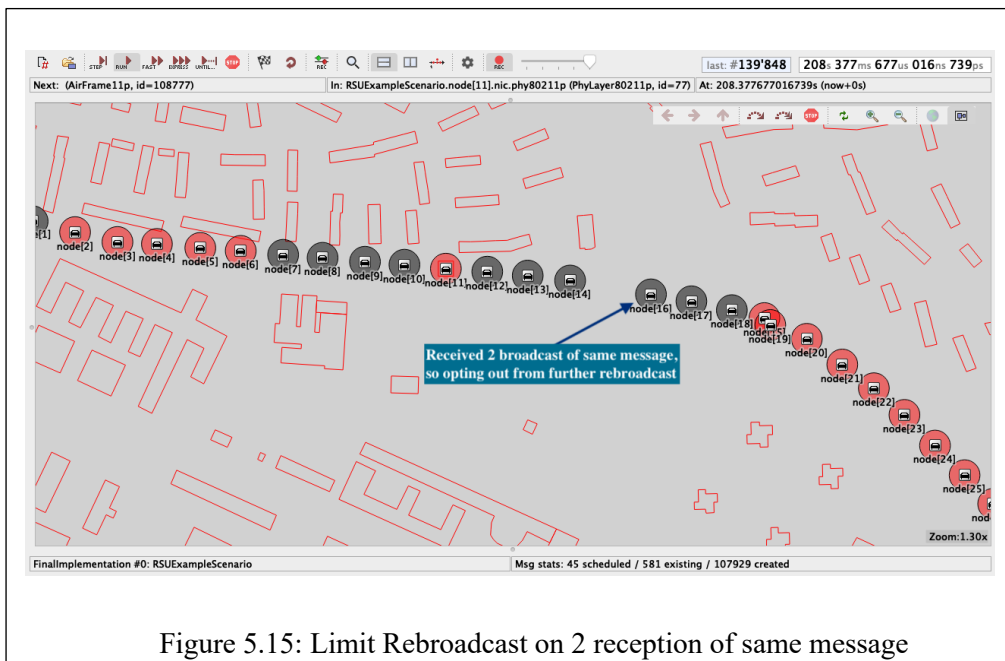 STEP RUN FAST EXPRESS UNTIL... STOP REC REC last: #139'848 208s 377ms 677us 016ns 739ps
Next: (AirFrame11p, id=108777) In: RSUExampleScenario.node[11].nic.phy80211p (PhyLayer80211p, id=77) At: 208.377677016739s (now+0s)
STOP
e[1]
node[2]
node[3]
node[4]
node[5]
node[6]
node[7]
node[8]
node[9]
node[10]
node[11]
node[12]
node[13]
node[14]
node[16]
node[17]
node[18]
node[15]
node[19]
node[20]
node[21]
node[22]
node[23]
node[24]
node[25]
node
Received 2 broadcast of same message,
so opting out from further rebroadcast
Zoom:1.30x
FinalImplementation #0: RSUExampleScenario Msg stats: 45 scheduled / 581 existing / 107929 created
Figure 5.15: Limit Rebroadcast on 2 reception of same message